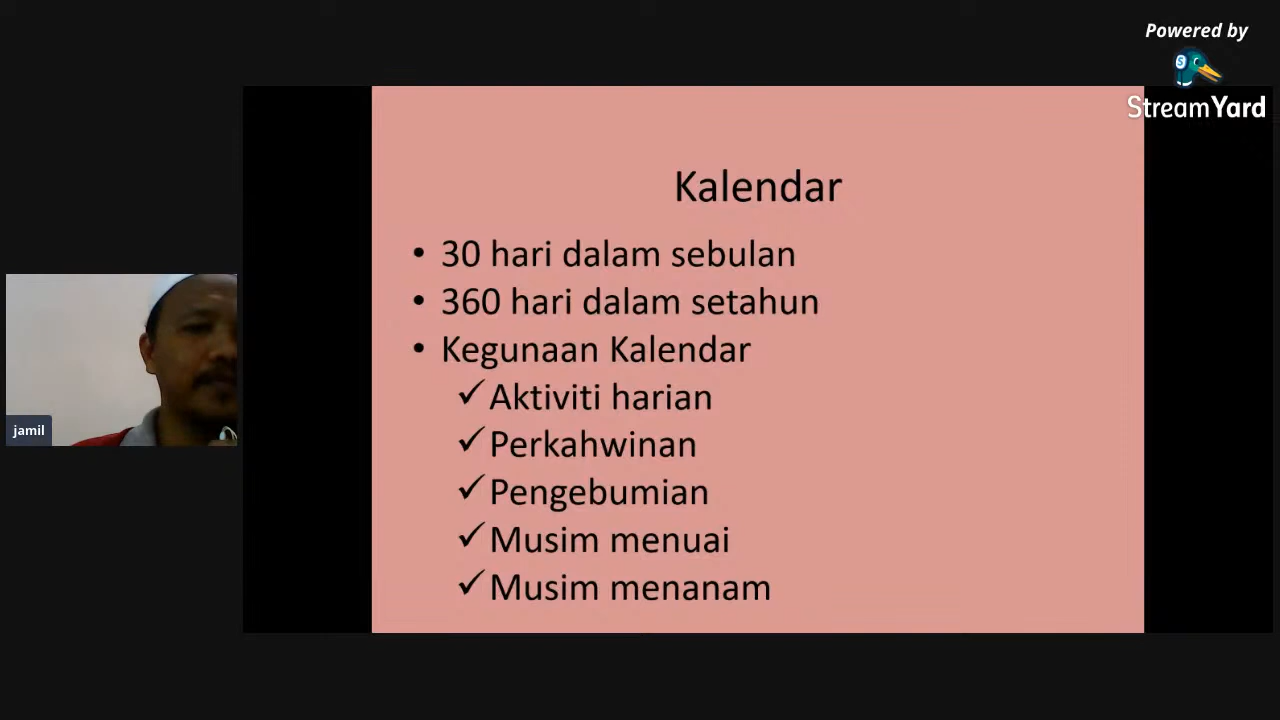 Powered by
StreamYard
Kalendar
• 30 hari dalam sebulan
• 360 hari dalam setahun
• Kegunaan Kalendar
✓Aktiviti harian
✓Perkahwinan
✓Pengebumian
✓Musim menuai
✓Musim menanam
jamil